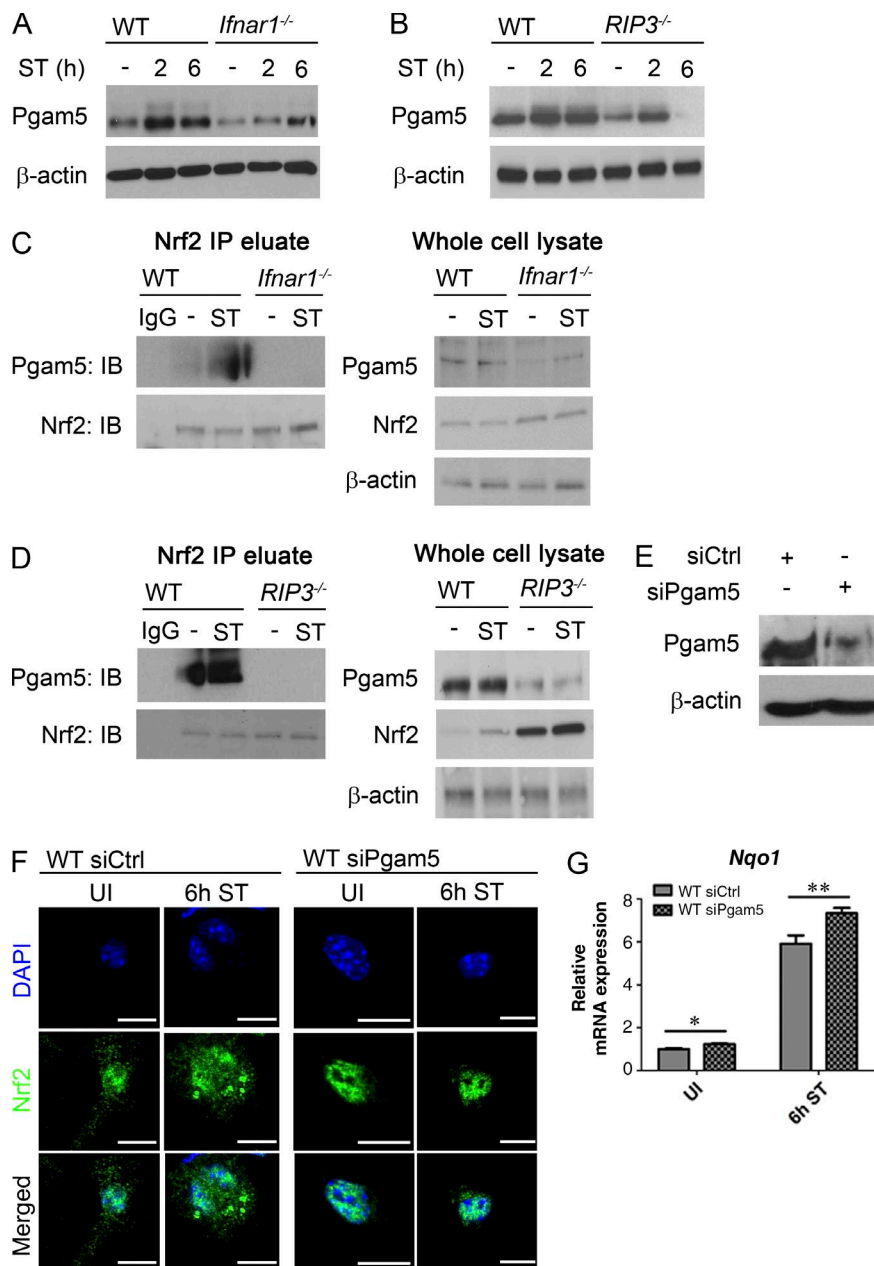 A
WT Ifnar1-/-
ST (h) - 2 6 - 2 6
Pgam5
β-actin
B
WT RIP3-/-
ST (h) - 2 6 - 2 6
Pgam5
β-actin
C
Nrf2 IP eluate
WT Ifnar1-/-
IgG - ST - ST
Pgam5: IB
Nrf2: IB
Whole cell lysate
WT Ifnar1-/-
- ST - ST
Pgam5
Nrf2
β-actin
D
Nrf2 IP eluate
WT RIP3-/-
IgG - ST - ST
Pgam5: IB
Nrf2: IB
Whole cell lysate
WT RIP3-/-
- ST - ST
Pgam5
Nrf2
β-actin
E
siCtrl + -
siPgam5 - +
Pgam5
β-actin
F
WT siCtrl WT siPgam5
UI 6h ST UI 6h ST
DAPI
Nrf2
Merged
G
Nqo1
WT siCtrl
WT siPgam5
Relative
mRNA expression
8
6
4
2
0
*
**
UI
6h ST